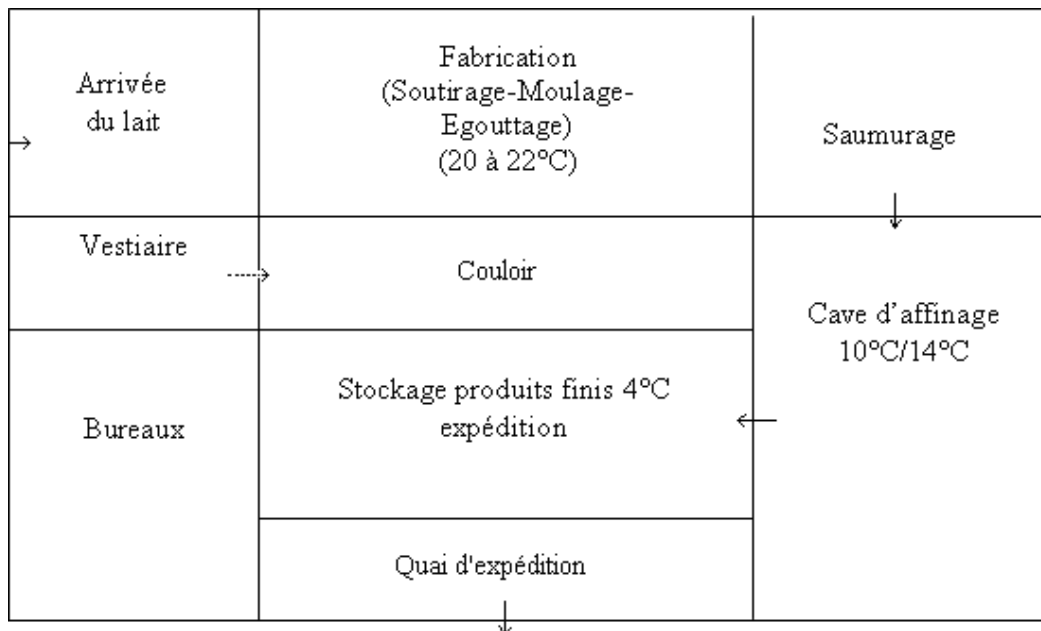 Arrivée
du lait
Fabrication
(Soutirage-Moulage-
Egouttage)
(20 à 22°C)
Saumurage
Vestiaire
Couloir
Cave d’affinage
10°C/14°C
Bureaux
Stockage produits finis 4°C
expédition
Quai d'expédition